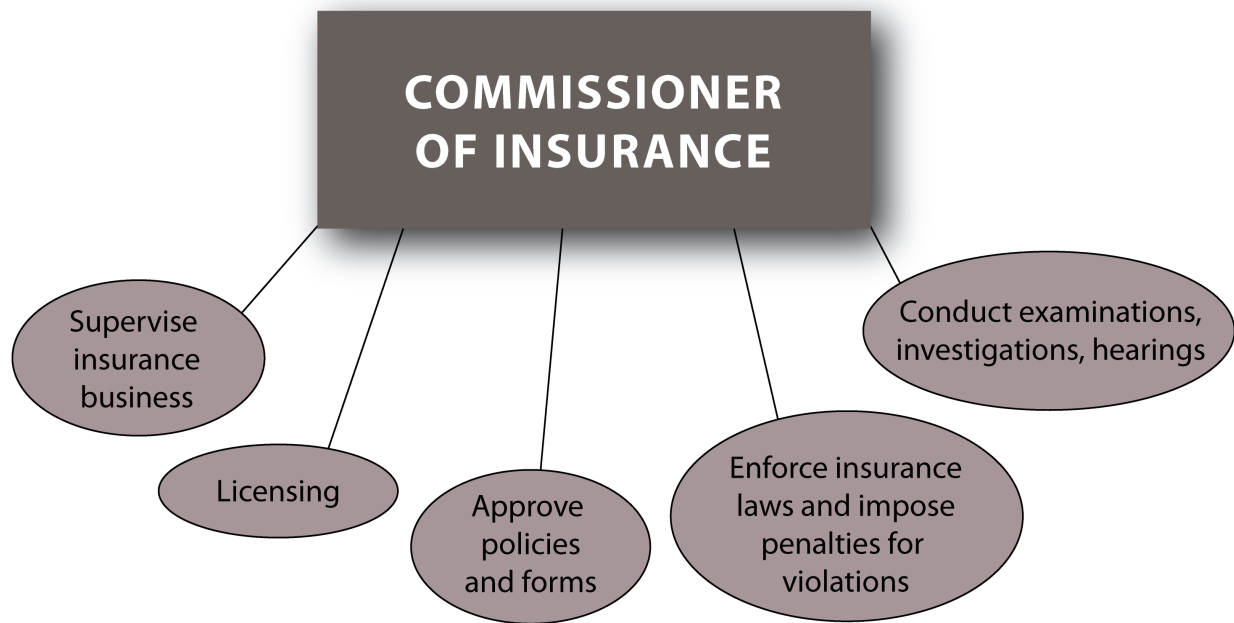 COMMISSIONER
OF INSURANCE
Supervise
insurance
business
Licensing
Approve
policies
and forms
Enforce insurance
laws and impose
penalties for
violations
Conduct examinations,
investigations, hearings